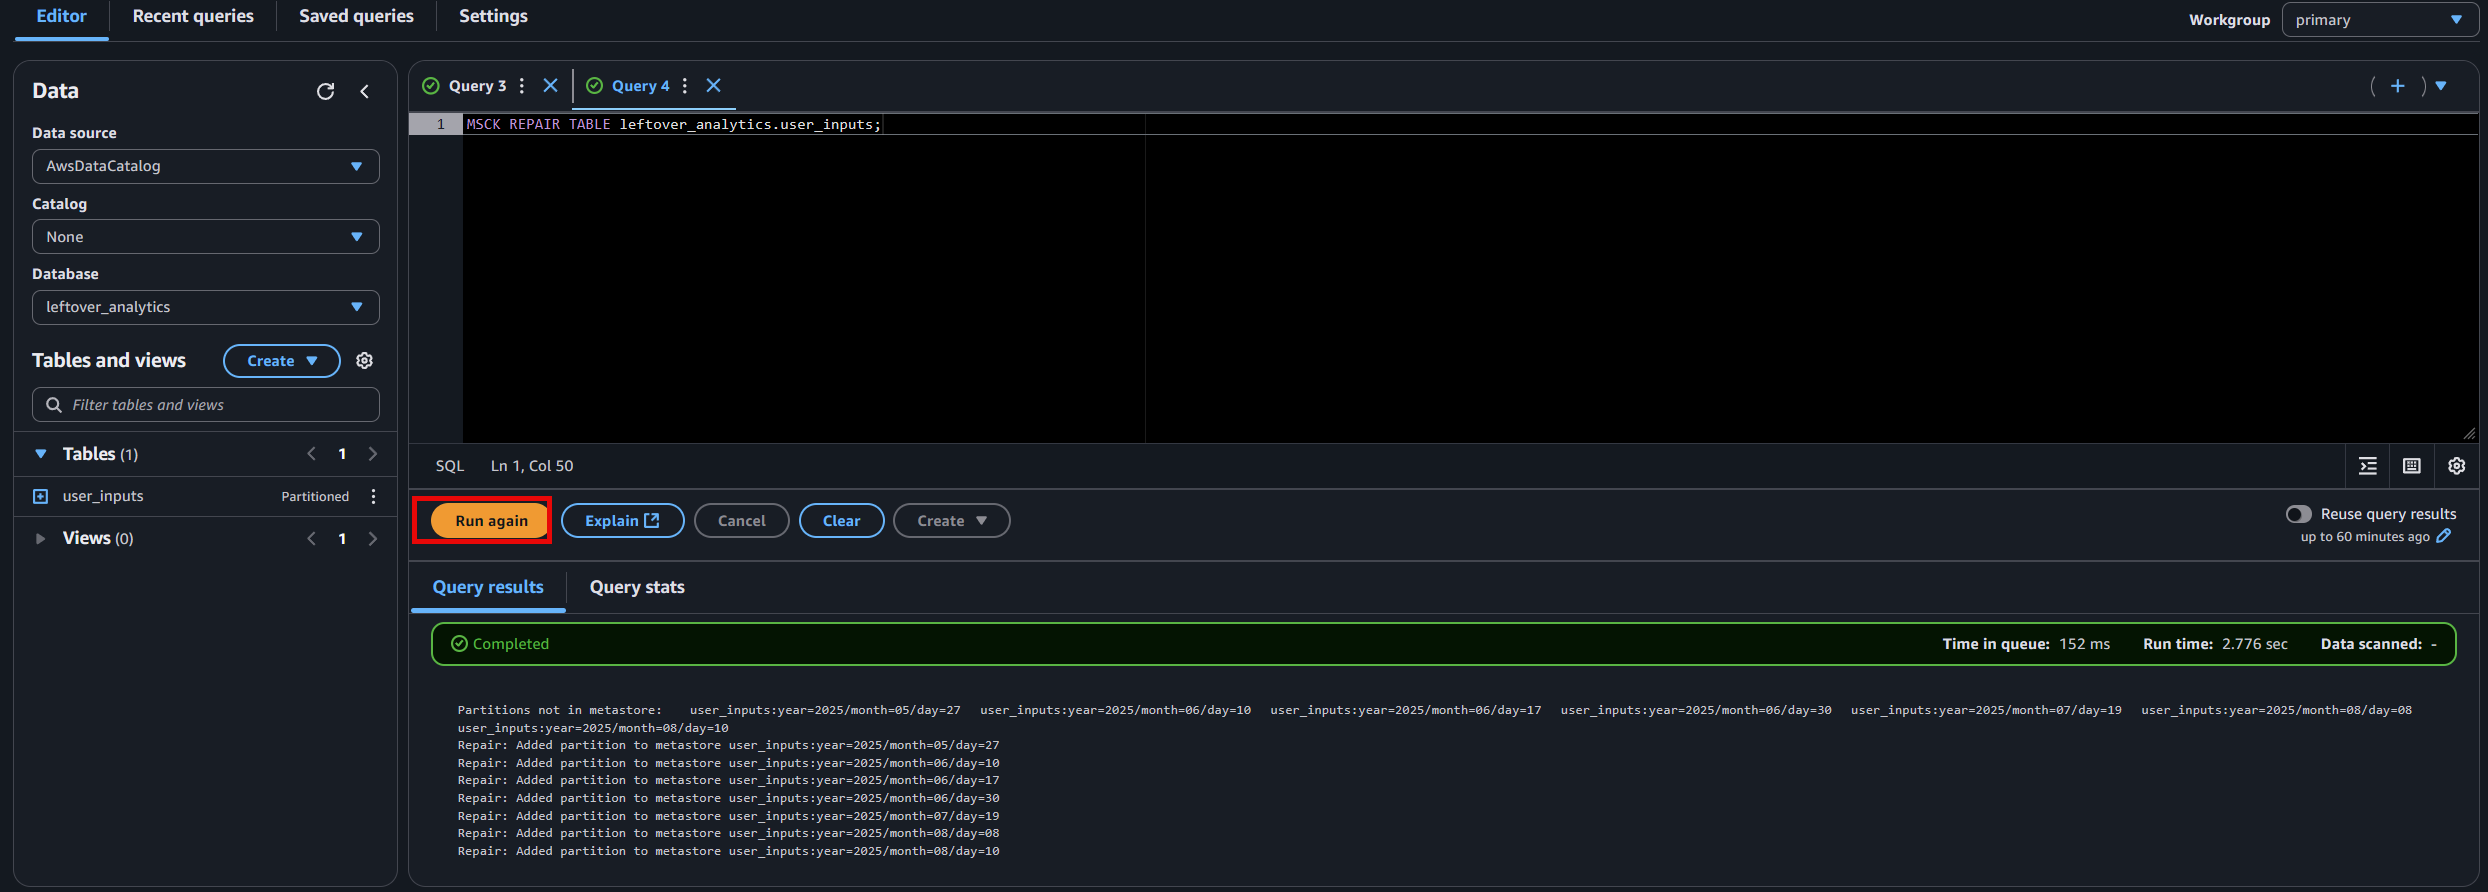 Editor
Recent queries
Saved queries
Settings
Workgroup
primary
Data
Data source
AwsDataCatalog
Catalog
None
Database
leftover_analytics
Tables and views
Create
Filter tables and views
Tables (1)
1
user_inputs
Partitioned
Views (0)
1
Query 3
Query 4
1
MSCK REPAIR TABLE leftover_analytics.user_inputs;
SQL
Ln 1, Col 50
Run again
Explain
Cancel
Clear
Create
Reuse query results
up to 60 minutes ago
Query results
Query stats
Completed
Time in queue: 152 ms
Run time: 2.776 sec
Data scanned: -
Partitions not in metastore: user_inputs:year=2025/month=05/day=27 user_inputs:year=2025/month=06/day=10 user_inputs:year=2025/month=06/day=17 user_inputs:year=2025/month=06/day=30 user_inputs:year=2025/month=07/day=19 user_inputs:year=2025/month=08/day=08
user_inputs:year=2025/month=08/day=10
Repair: Added partition to metastore user_inputs:year=2025/month=05/day=27
Repair: Added partition to metastore user_inputs:year=2025/month=06/day=10
Repair: Added partition to metastore user_inputs:year=2025/month=06/day=17
Repair: Added partition to metastore user_inputs:year=2025/month=06/day=30
Repair: Added partition to metastore user_inputs:year=2025/month=07/day=19
Repair: Added partition to metastore user_inputs:year=2025/month=08/day=08
Repair: Added partition to metastore user_inputs:year=2025/month=08/day=10